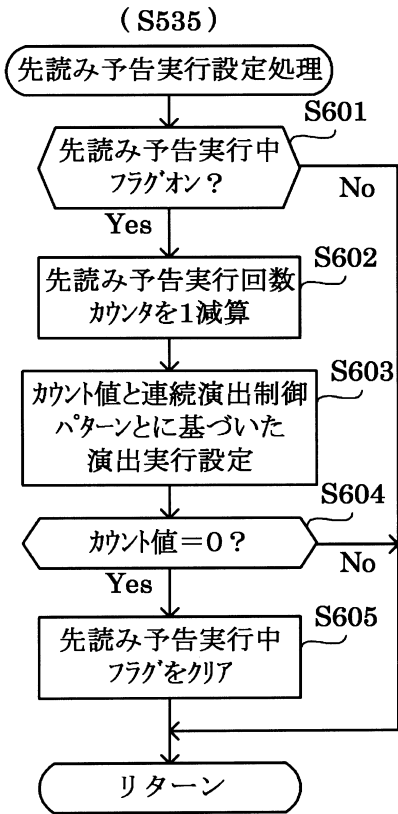 (S535)
先読み予告実行設定処理
S601
先読み予告実行中
フラグオン?
No
Yes
S602
先読み予告実行回数
カウンタを1減算
S603
カウント値と連続演出制御
パターンとに基づいた
演出実行設定
S604
カウント値=0?
No
Yes
S605
先読み予告実行中
フラグをクリア
リターン